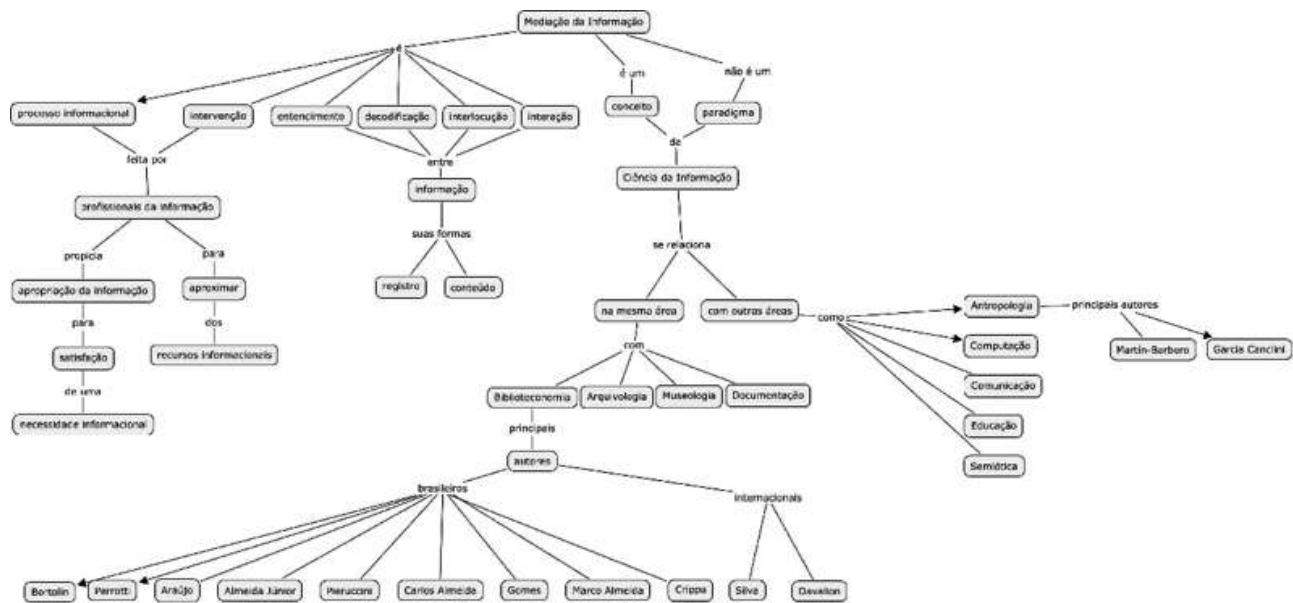 Mediação da Informação
é
é um
não é um
processo informacional
intervenção
entencimento
decodificação
interlocução
interação
conceito
paradigma
feita por
entre
de
profissionais da informação
informação
Ciência da Informação
propicia
para
suas formas
se relaciona
apropriação da informação
aproximar
registro
conteúdo
na mesma área
com outras áreas
como
Antropologia
principais autores
para
dos
com
Computação
Martín-Barbero
Garcia Canclini
satisfação
recursos informacionais
Comunicação
de uma
Biblioteconomia
Arquivologia
Museologia
Documentação
necessidade informacional
principais
Educação
autores
Semiótica
brasileiros
internacionais
Bortolin
Perrotti
Araújo
Almeida Júnior
Pieruccini
Carlos Almeida
Gomes
Marco Almeida
Crippa
Silva
Davallon